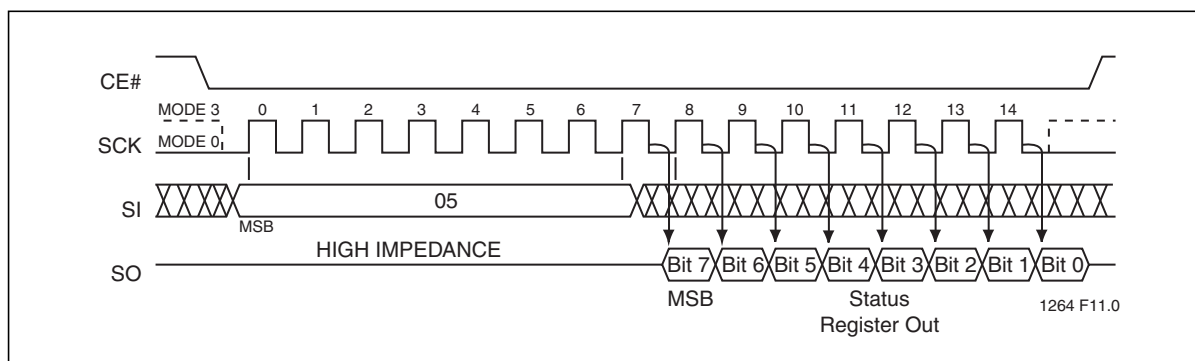 CE#
MODE 3 0 1 2 3 4 5 6 7 8 9 10 11 12 13 14
SCK MODE 0
SI 05
MSB
HIGH IMPEDANCE
SO Bit 7 Bit 6 Bit 5 Bit 4 Bit 3 Bit 2 Bit 1 Bit 0
MSB Status
Register Out
1264 F11.0